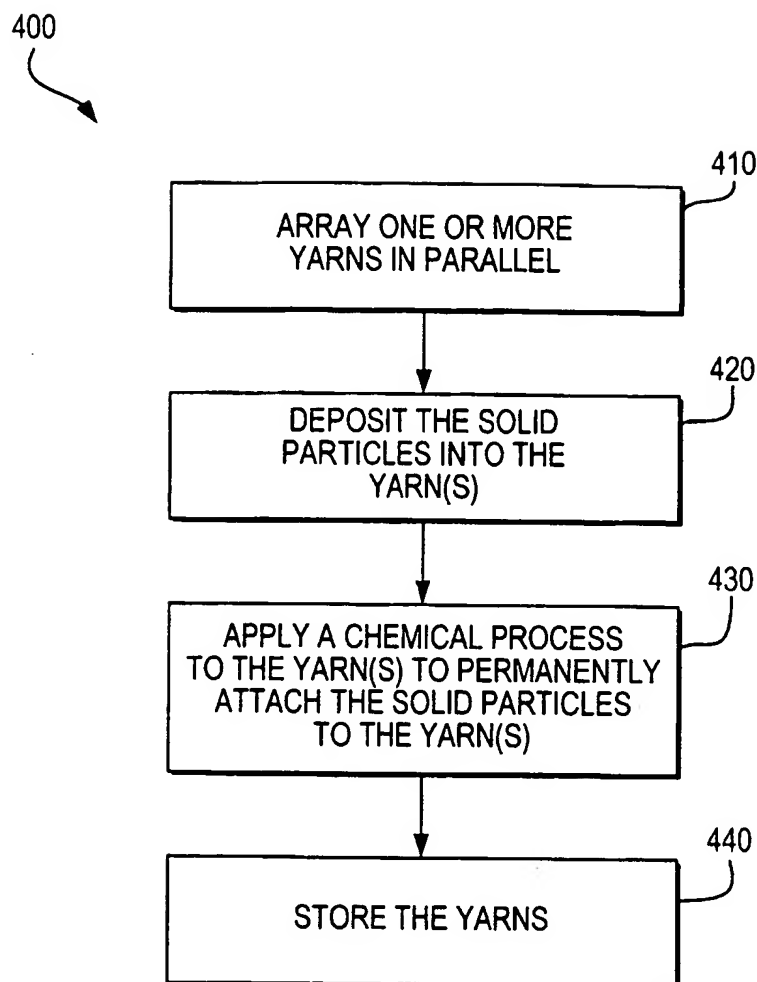 400
410
ARRAY ONE OR MORE
YARNS IN PARALLEL
420
DEPOSIT THE SOLID
PARTICLES INTO THE
YARN(S)
430
APPLY A CHEMICAL PROCESS
TO THE YARN(S) TO PERMANENTLY
ATTACH THE SOLID PARTICLES
TO THE YARN(S)
440
STORE THE YARNS